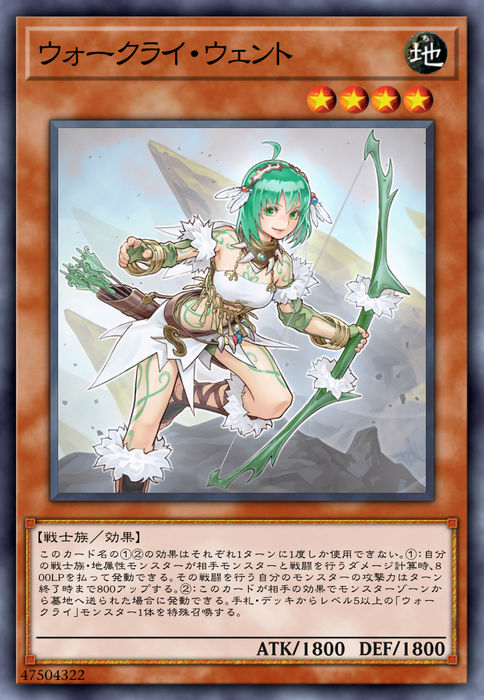 ウォークライ・ウェント
ち
地
【戦士族／効果】
このカード名の①②の効果はそれぞれ1ターンに1度しか使用できない。①:自分
の戦士族・地属性モンスターが相手モンスターと戦闘を行うダメージ計算時、8
00LPを払って発動できる。その戦闘を行う自分のモンスターの攻撃力はターン
終了時まで800アップする。②:このカードが相手の効果でモンスターゾーンから
墓地へ送られた場合に発動できる。手札・デッキからレベル5以上の「ウォー
クライ」モンスター1体を特殊召喚する。
ATK/1800 DEF/1800
47504322